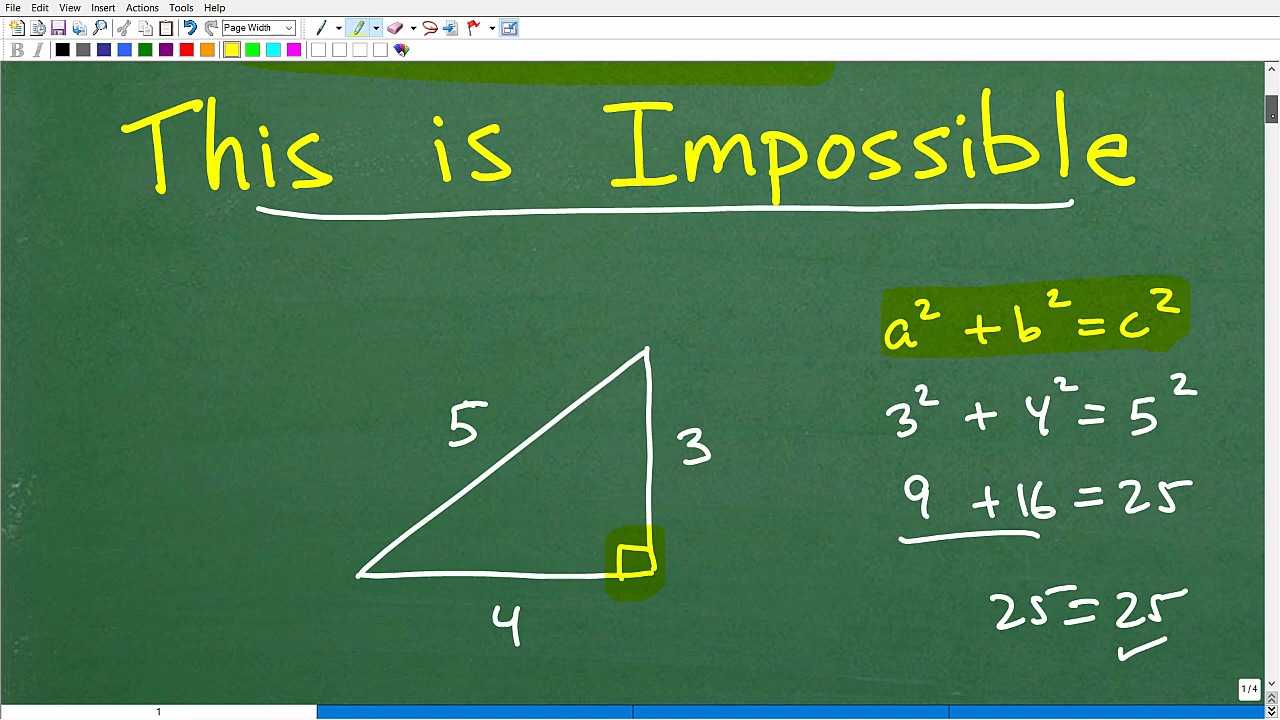 File Edit View Insert Actions Tools Help
Page Width
B I
This is Impossible
a² + b² = c²
5
3
3² + 4² = 5²
9 + 16 = 25
4
25 = 25
1/4
1